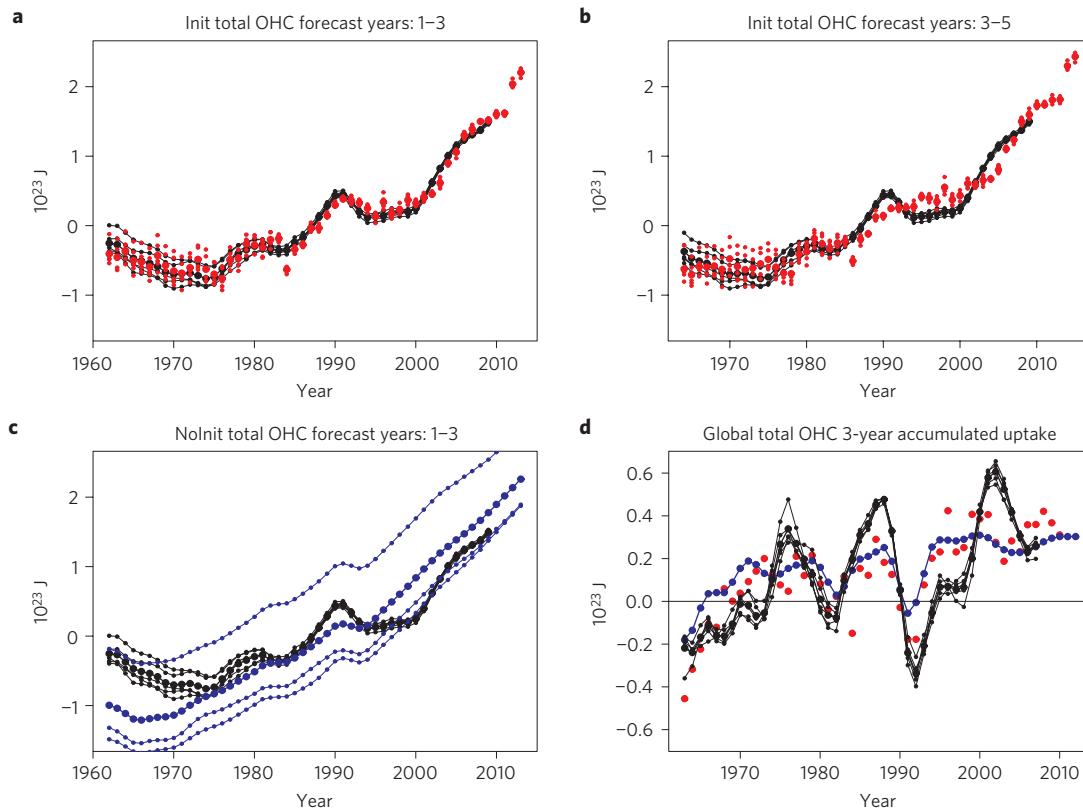 a
Init total OHC forecast years: 1–3
2
1
0
−1
10²³ J
1960 1970 1980 1990 2000 2010
Year
b
Init total OHC forecast years: 3–5
2
1
0
−1
10²³ J
1970 1980 1990 2000 2010
Year
c
NoInit total OHC forecast years: 1–3
2
1
0
−1
10²³ J
1960 1970 1980 1990 2000 2010
Year
d
Global total OHC 3-year accumulated uptake
0.6
0.4
0.2
0.0
−0.2
−0.4
−0.6
10²³ J
1970 1980 1990 2000 2010
Year